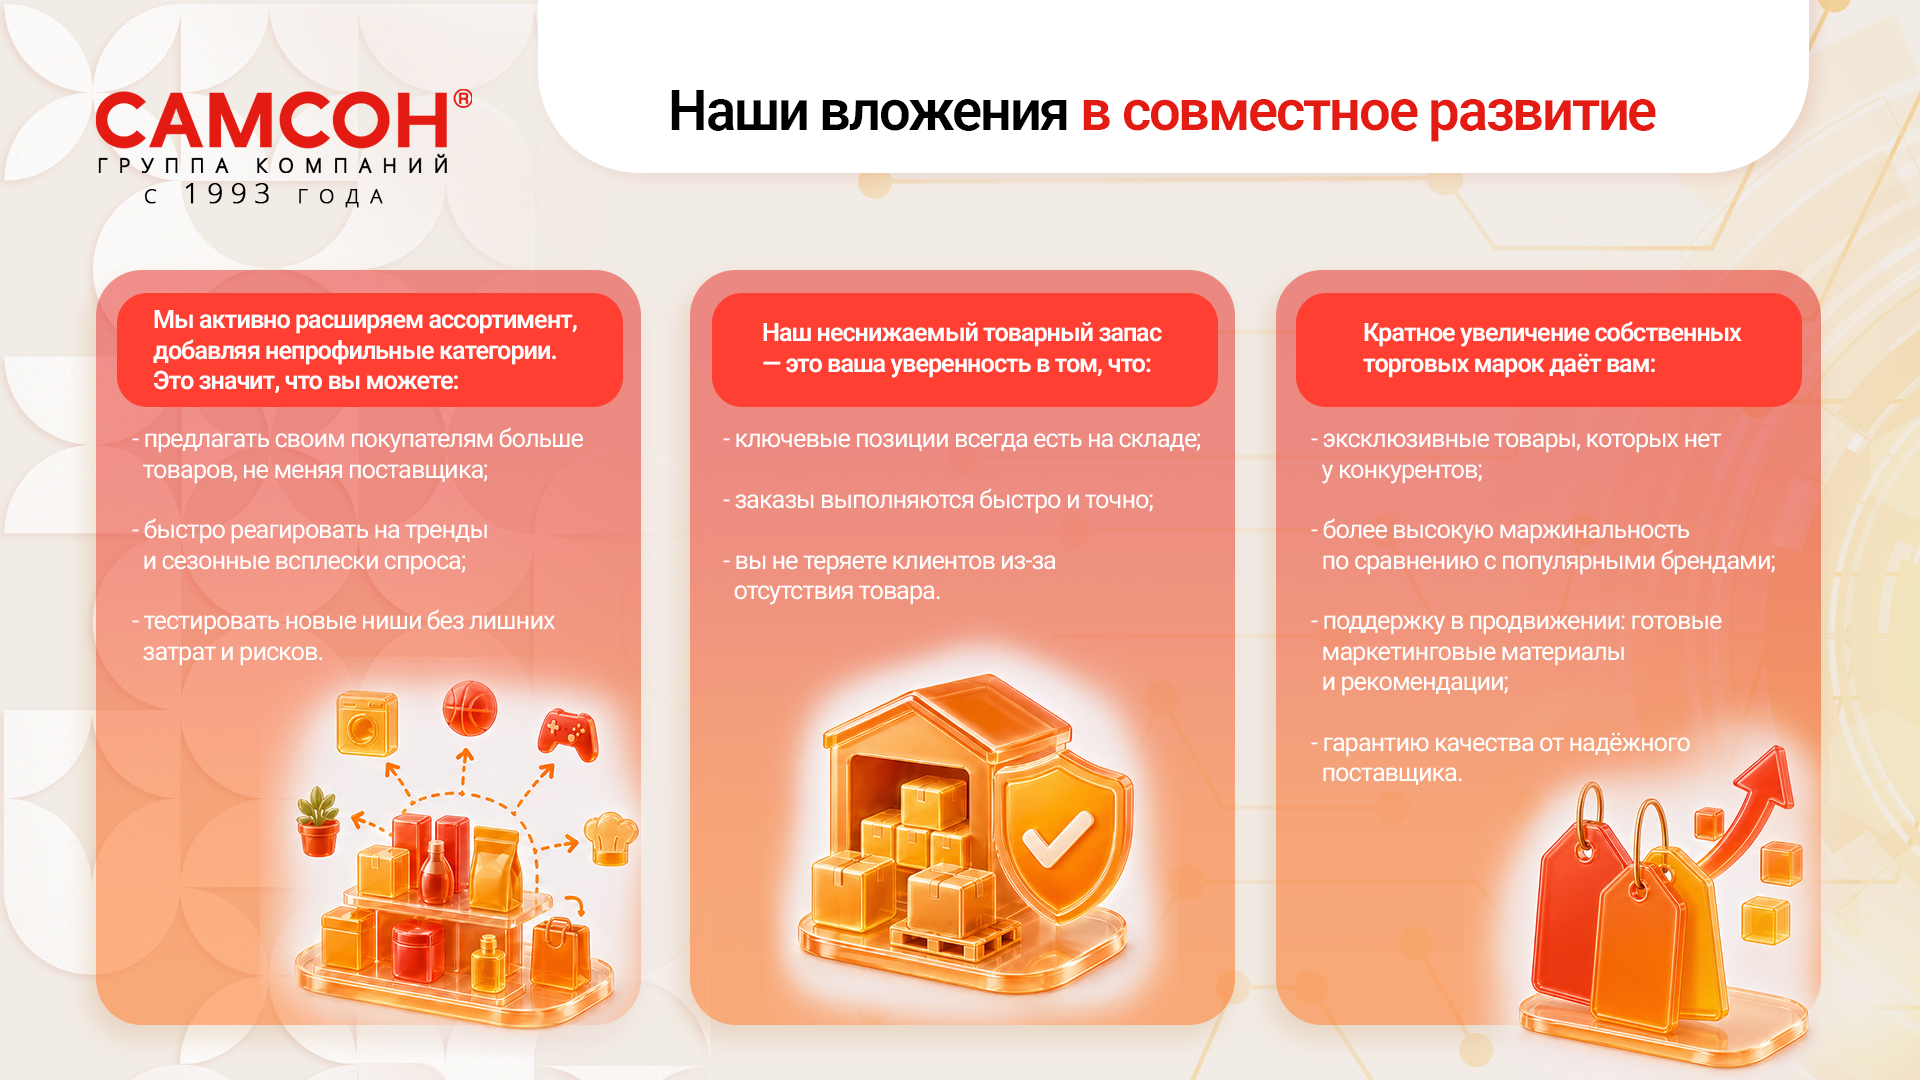 САМСОН®
ГРУППА КОМПАНИЙ
С 1993 ГОДА
Наши вложения в совместное развитие
Мы активно расширяем ассортимент,
добавляя непрофильные категории.
Это значит, что вы можете:
- предлагать своим покупателям больше
товаров, не меняя поставщика;
- быстро реагировать на тренды
и сезонные всплески спроса;
- тестировать новые ниши без лишних
затрат и рисков.
Наш неснижаемый товарный запас
— это ваша уверенность в том, что:
- ключевые позиции всегда есть на складе;
- заказы выполняются быстро и точно;
- вы не теряете клиентов из-за
отсутствия товара.
Кратное увеличение собственных
торговых марок даёт вам:
- эксклюзивные товары, которых нет
у конкурентов;
- более высокую маржинальность
по сравнению с популярными брендами;
- поддержку в продвижении: готовые
маркетинговые материалы
и рекомендации;
- гарантию качества от надёжного
поставщика.